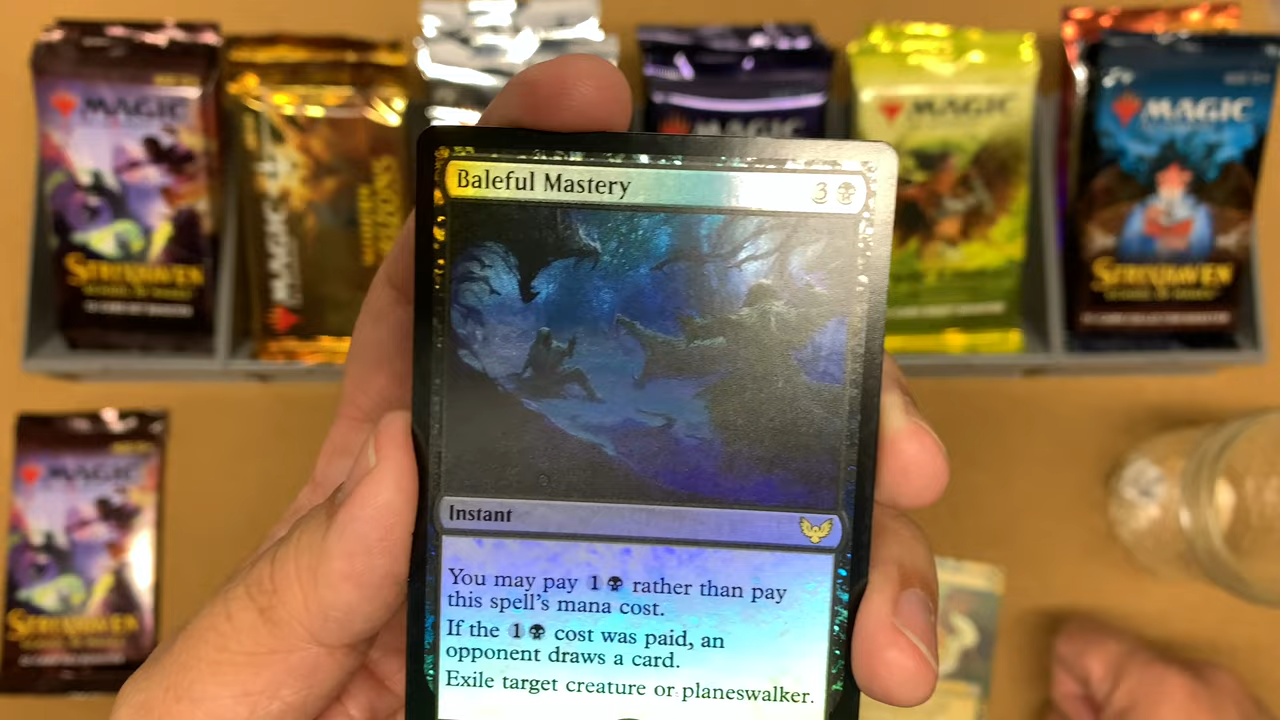 MAGIC
STRIXHAVEN
MAGIC
MAGIC
MAGIC
MAGIC
STRIXHAVEN
Baleful Mastery 3
Instant
You may pay 1 rather than pay
this spell's mana cost.
If the 1 cost was paid, an
opponent draws a card.
Exile target creature or planeswalker.
MAGIC
STRIXHAVEN